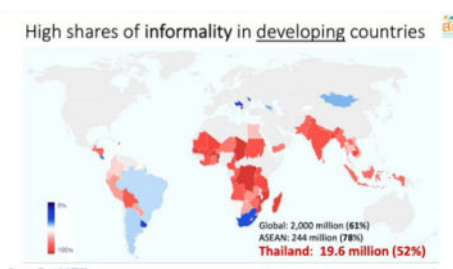 High shares of informality in developing countries
0%
100%
Global: 2,000 million (61%)
ASEAN: 244 million (78%)
Thailand: 19.6 million (52%)